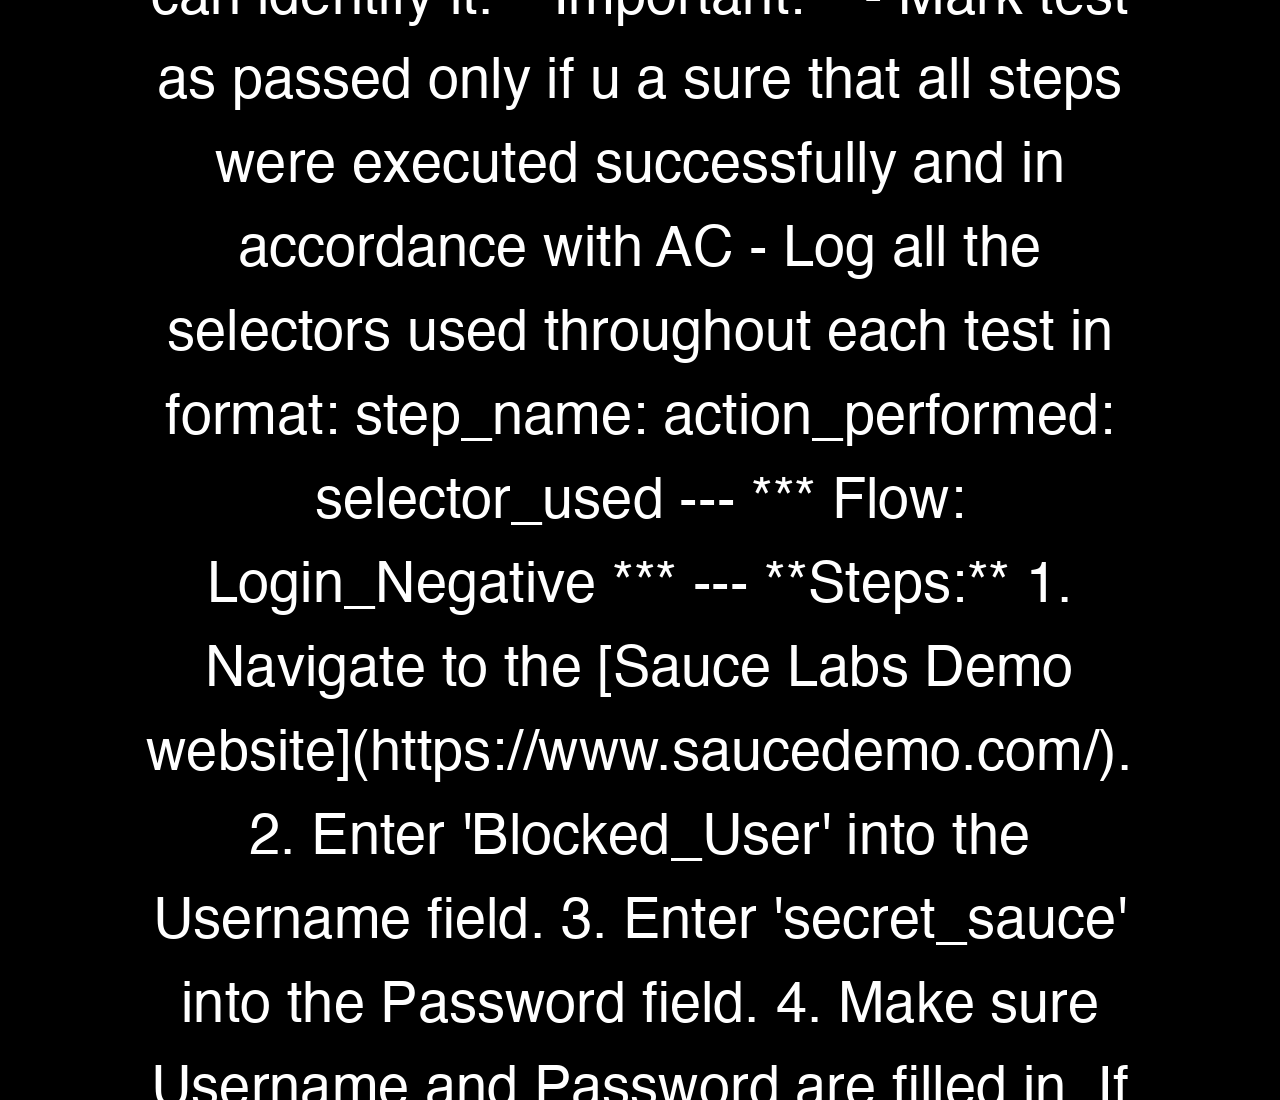 can identify it. **Important:** - Mark test
as passed only if u a sure that all steps
were executed successfully and in
accordance with AC - Log all the
selectors used throughout each test in
format: step_name: action_performed:
selector_used --- *** Flow:
Login_Negative *** --- **Steps:** 1.
Navigate to the [Sauce Labs Demo
website](https://www.saucedemo.com/).
2. Enter 'Blocked_User' into the
Username field. 3. Enter 'secret_sauce'
into the Password field. 4. Make sure
Username and Password are filled in. If